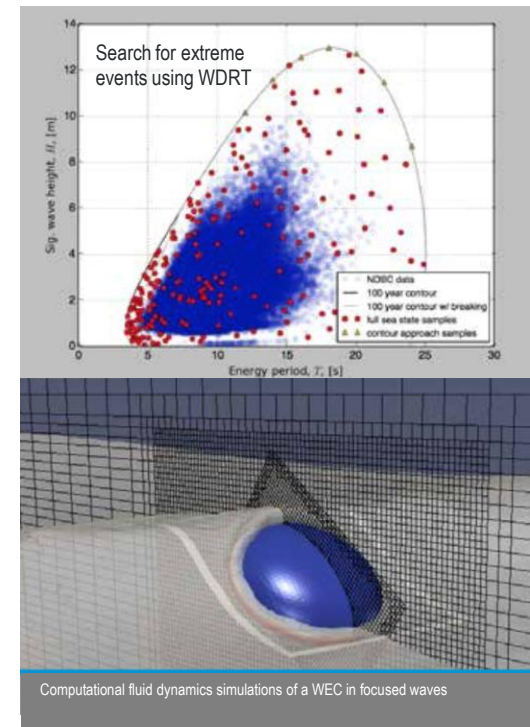 14
Search for extreme
events using WDRT
12
10
8
6
4
2
0
Sig. wave height, H, [m]
NDBC data
100 year contour
100 year contour w/ breaking
full sea state samples
contour approach samples
0 5 10 15 20 25 30
Energy period, T, [s]
Computational fluid dynamics simulations of a WEC in focused waves